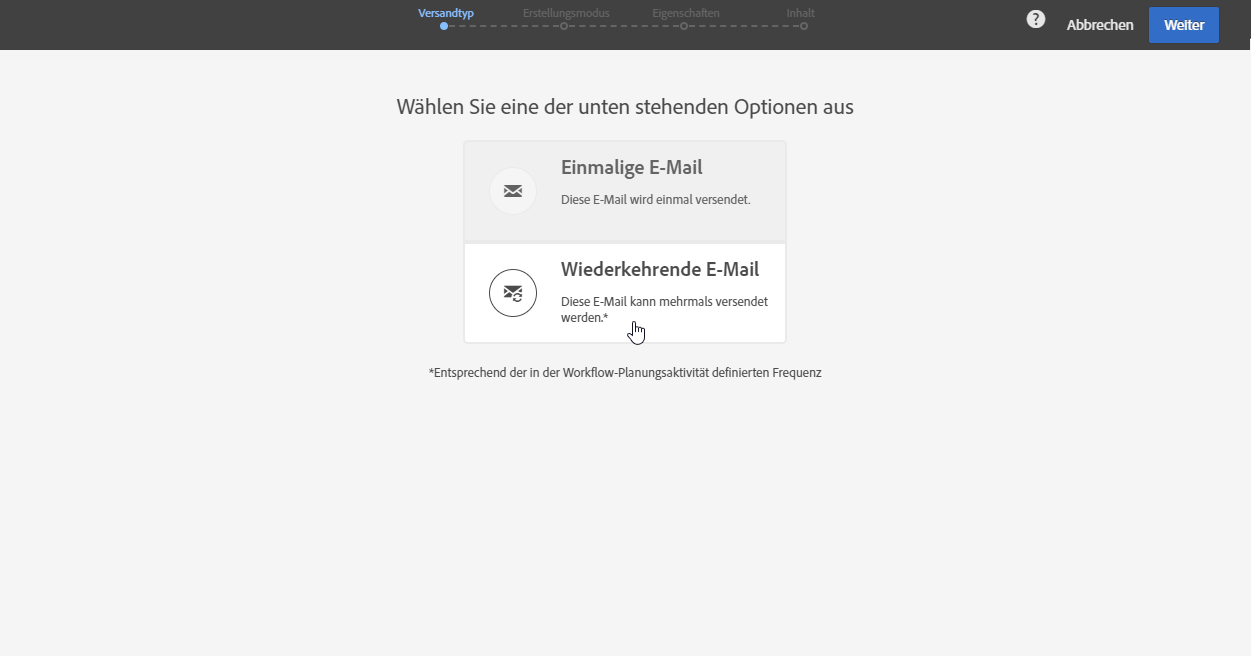 Versandtyp Erstellungsmodus Eigenschaften Inhalt
? Abbrechen Weiter
Wählen Sie eine der unten stehenden Optionen aus
Einmalige E-Mail
Diese E-Mail wird einmal versendet.
Wiederkehrende E-Mail
Diese E-Mail kann mehrmals versendet
werden.*
*Entsprechend der in der Workflow-Planungsaktivität definierten Frequenz